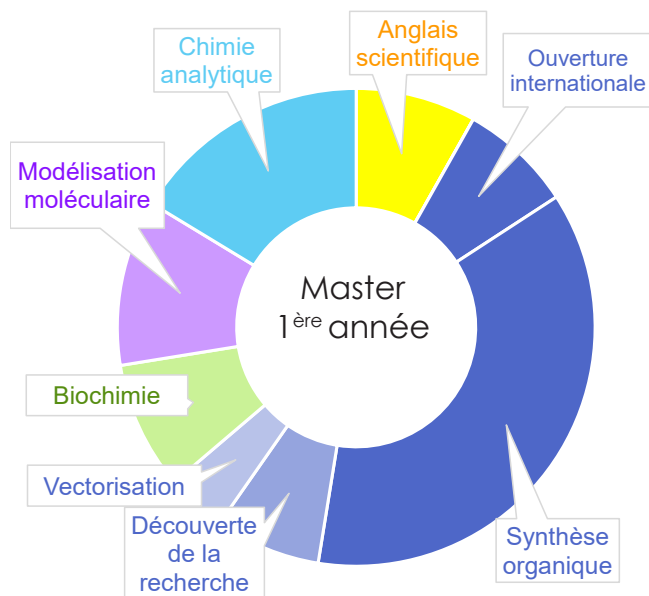 Chimie
analytique
Anglais
scientifique
Ouverture
internationale
Modélisation
moléculaire
Master
1ère année
Biochimie
Vectorisation
Découverte
de la
recherche
Synthèse
organique